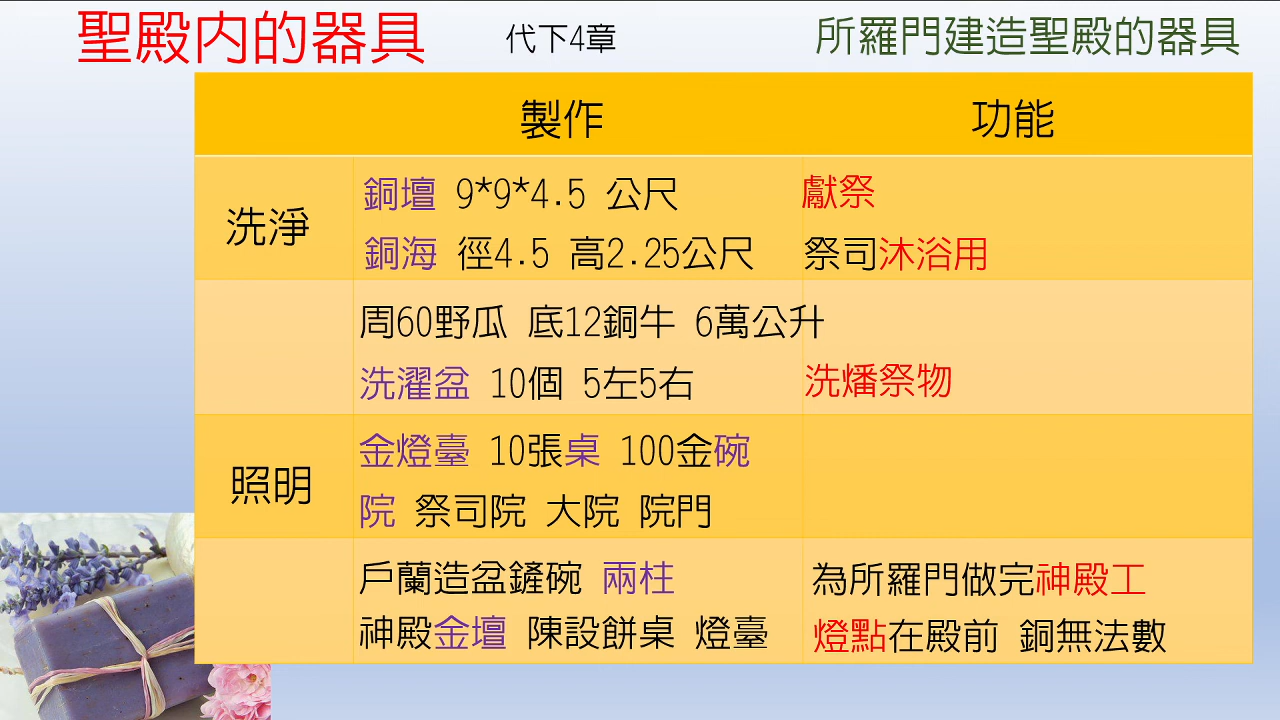 聖殿内的器具 代下4章 所羅門建造聖殿的器具
製作 功能
洗淨
銅壇 9*9*4.5 公尺 獻祭
銅海 徑4.5 高2.25公尺 祭司沐浴用
周60野瓜 底12銅牛 6萬公升
洗濯盆 10個 5左5右 洗燔祭物
照明
金燈臺 10張桌 100金碗
院 祭司院 大院 院門
戶蘭造盆鏟碗 兩柱 為所羅門做完神殿工
神殿金壇 陳設餅桌 燈臺 燈點在殿前 銅無法數